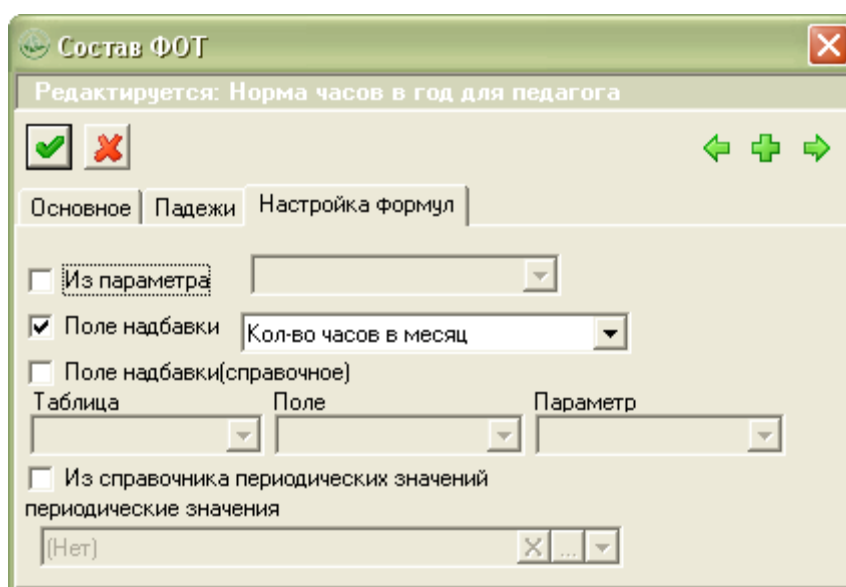 Состав ФОТ
Редактируется: Норма часов в год для педагога
Основное Падежи Настройка формул
Из параметра
Поле надбавки Кол-во часов в месяц
Поле надбавки(справочное)
Таблица Поле Параметр
Из справочника периодических значений
периодические значения
(Нет) X ...